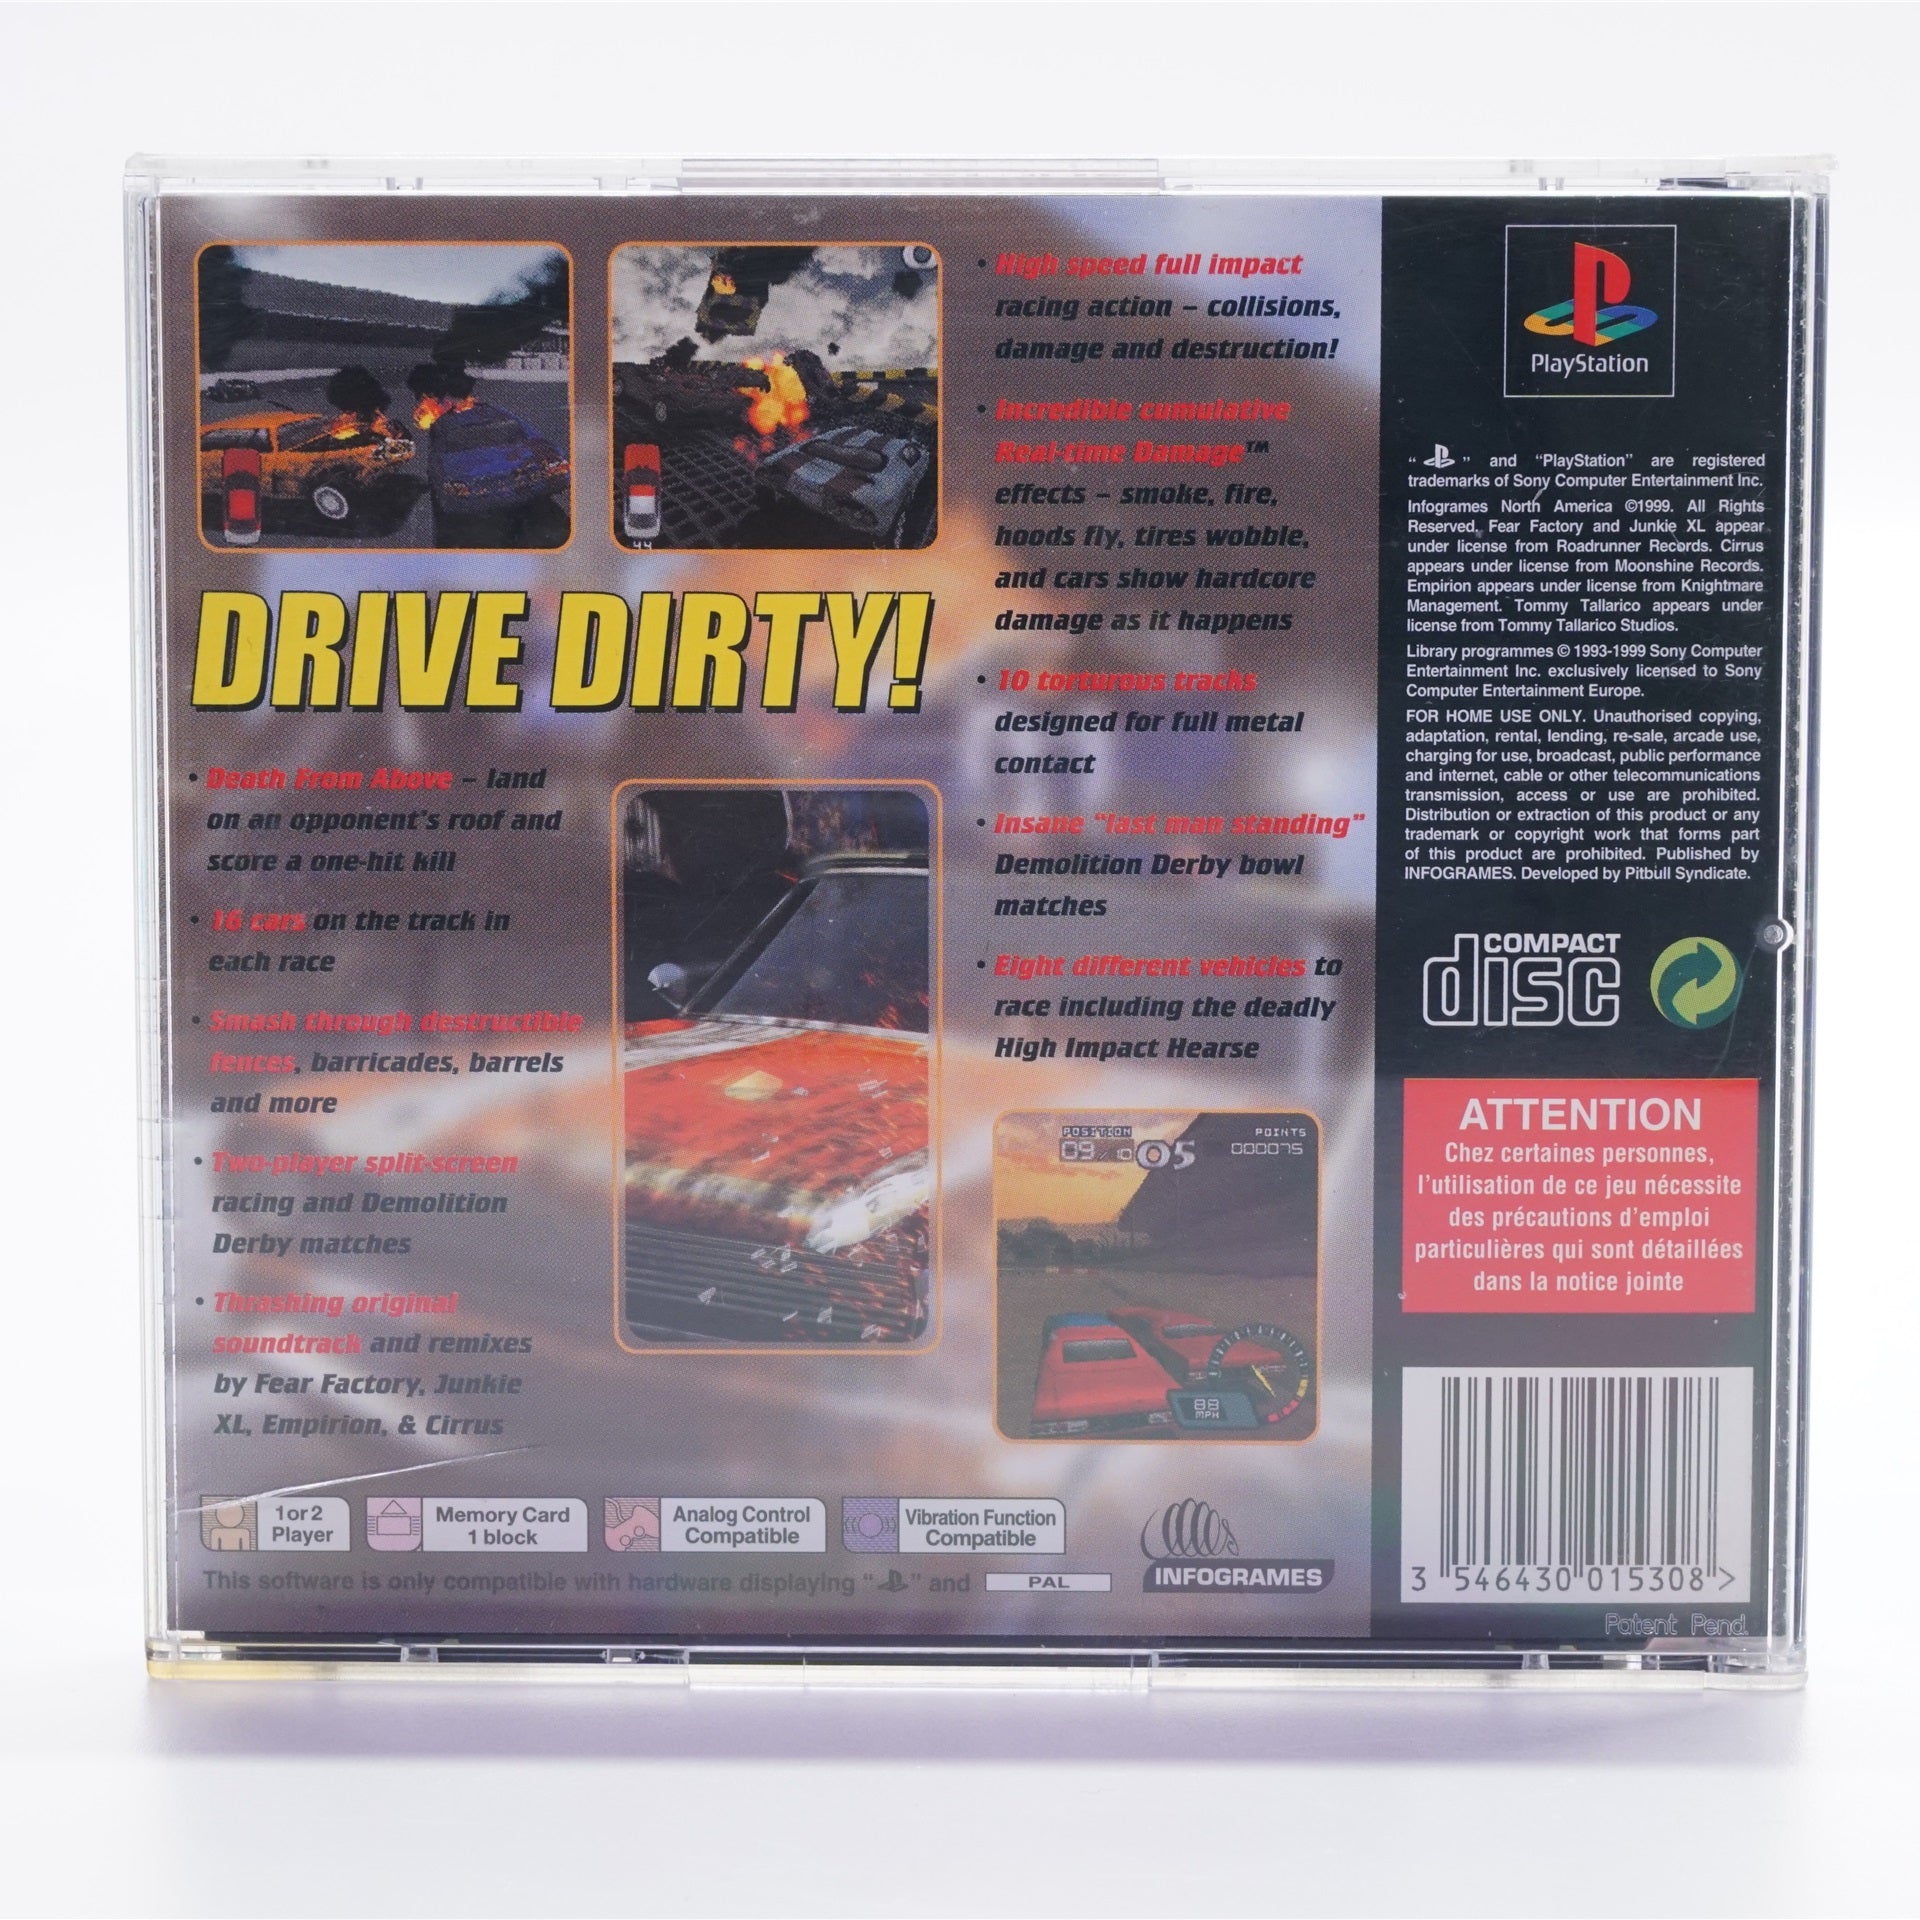 DRIVE DIRTY!
• Death From Above – land
on an opponent's roof and
score a one-hit kill
• 16 cars on the track in
each race
• Smash through destructible
fences, barricades, barrels
and more
• Two-player split-screen
racing and Demolition
Derby matches
• Thrashing original
soundtrack and remixes
by Fear Factory, Junkie
XL, Empirion, & Cirrus
44
• High speed full impact
racing action – collisions,
damage and destruction!
• Incredible cumulative
Real-time Damage™
effects – smoke, fire,
hoods fly, tires wobble,
and cars show hardcore
damage as it happens
• 10 torturous tracks
designed for full metal
contact
• Insane "last man standing"
Demolition Derby bowl
matches
• Eight different vehicles to
race including the deadly
High Impact Hearse
POSITION
09/10 5
POINTS
000075
88
MPH
1 or 2
Player
Memory Card
1 block
Analog Control
Compatible
Vibration Function
Compatible
This software is only compatible with hardware displaying " " and PAL
INFOGRAMES
PlayStation
" " and "PlayStation" are registered
trademarks of Sony Computer Entertainment Inc.
Infogrames North America ©1999. All Rights
Reserved. Fear Factory and Junkie XL appear
under license from Roadrunner Records. Cirrus
appears under license from Moonshine Records.
Empirion appears under license from Knightmare
Management. Tommy Tallarico appears under
license from Tommy Tallarico Studios.
Library programmes © 1993-1999 Sony Computer
Entertainment Inc. exclusively licensed to Sony
Computer Entertainment Europe.
FOR HOME USE ONLY. Unauthorised copying,
adaptation, rental, lending, re-sale, arcade use,
charging for use, broadcast, public performance
and internet, cable or other telecommunications
transmission, access or use are prohibited.
Distribution or extraction of this product or any
trademark or copyright work that forms part
of this product are prohibited. Published by
INFOGRAMES. Developed by Pitbull Syndicate.
COMPACT
disc
ATTENTION
Chez certaines personnes,
l'utilisation de ce jeu nécessite
des précautions d'emploi
particulières qui sont détaillées
dans la notice jointe
3 546430 015308 >
Patent Pend.